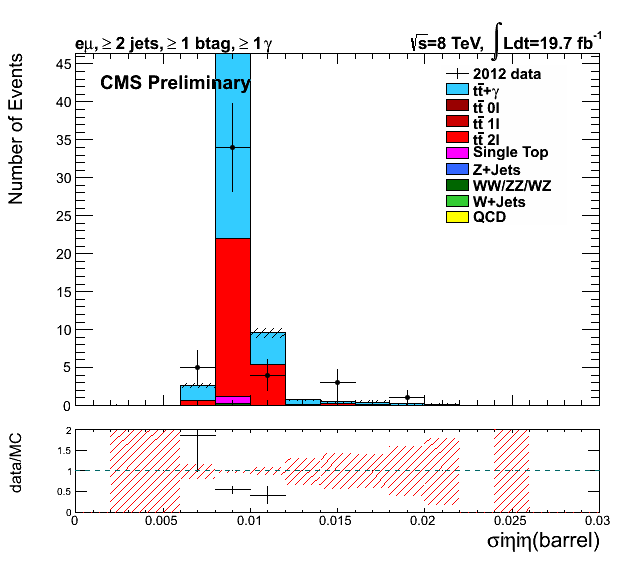 eμ, ≥ 2 jets, ≥ 1 btag, ≥ 1 γ
√s=8 TeV, ∫Ldt=19.7 fb⁻¹
CMS Preliminary
Number of Events
45
40
35
30
25
20
15
10
5
0
2012 data
tt̄+γ
tt̄ 0l
tt̄ 1l
tt̄ 2l
Single Top
Z+Jets
WW/ZZ/WZ
W+Jets
QCD
data/MC
2
1.5
1
0.5
0
0 0.005 0.01 0.015 0.02 0.025 0.03
σiηiη(barrel)